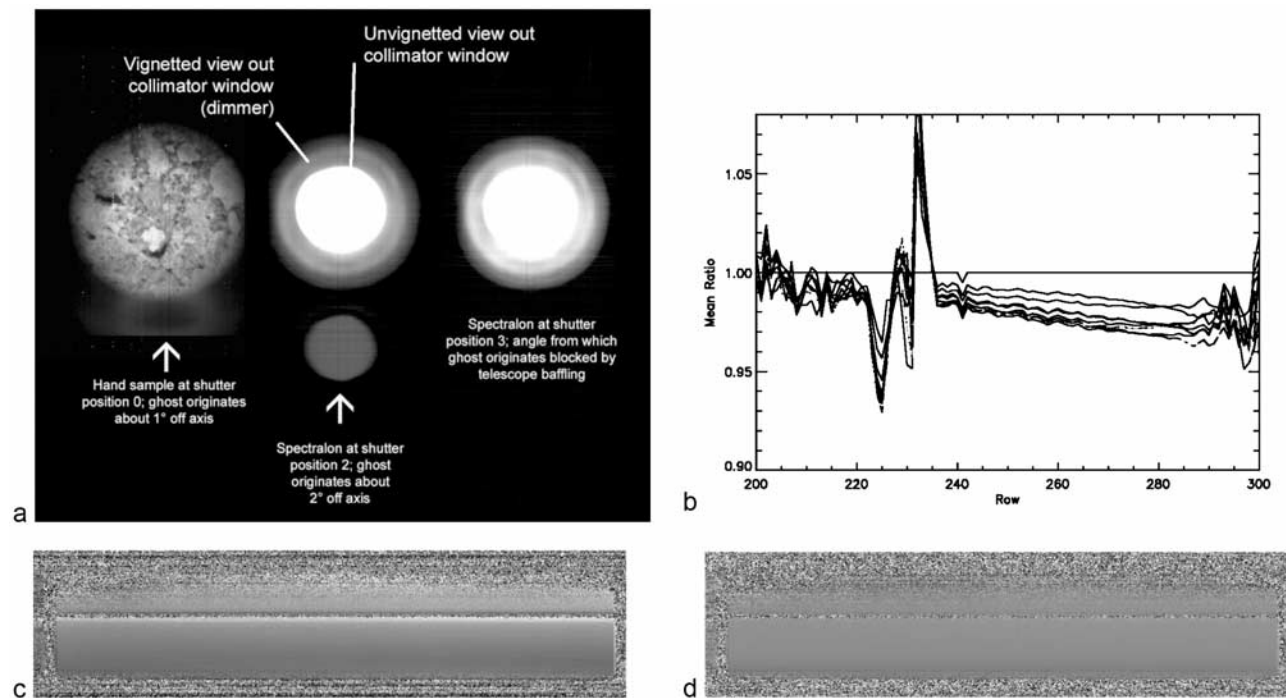 Unvignetted view out
collimator window
Vignetted view out
collimator window
(dimmer)
Hand sample at shutter
position 0; ghost originates
about 1° off axis
Spectralon at shutter
position 2; ghost
originates about
2° off axis
Spectralon at shutter
position 3; angle from which
ghost originates blocked by
telescope baffling
a
Mean Ratio
1.05
1.00
0.95
0.90
200
220
240
260
280
300
Row
b
c
d